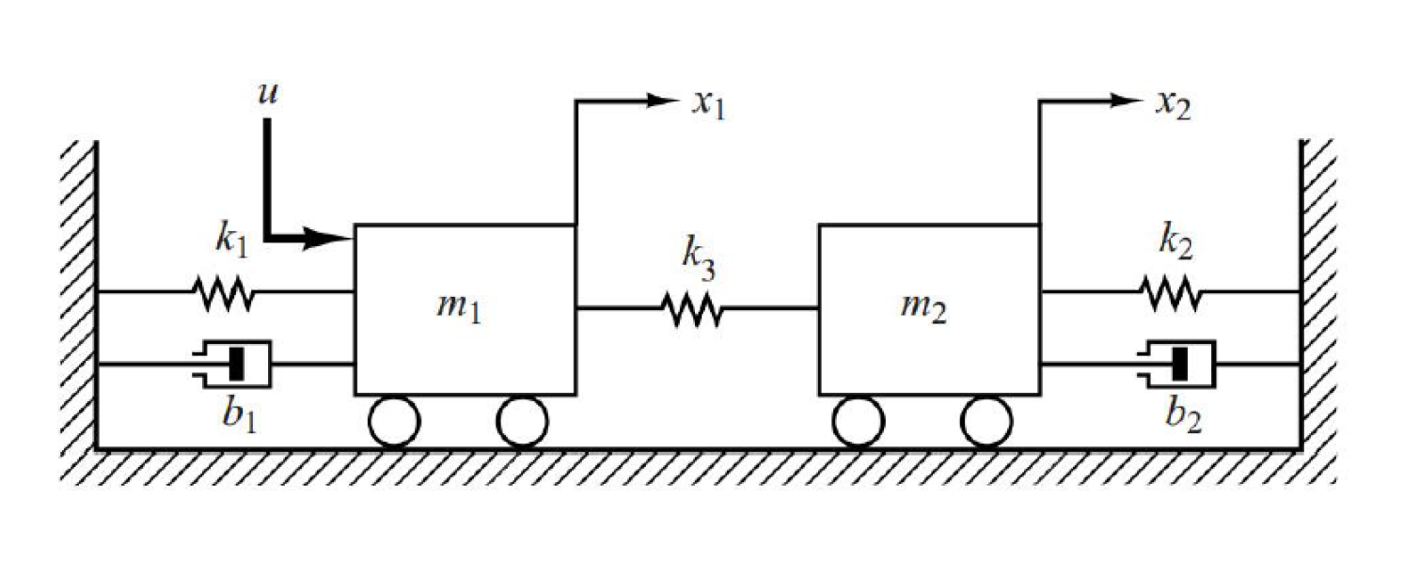 u
x₁
x₂
k₁
k₃
k₂
m₁
m₂
b₁
b₂